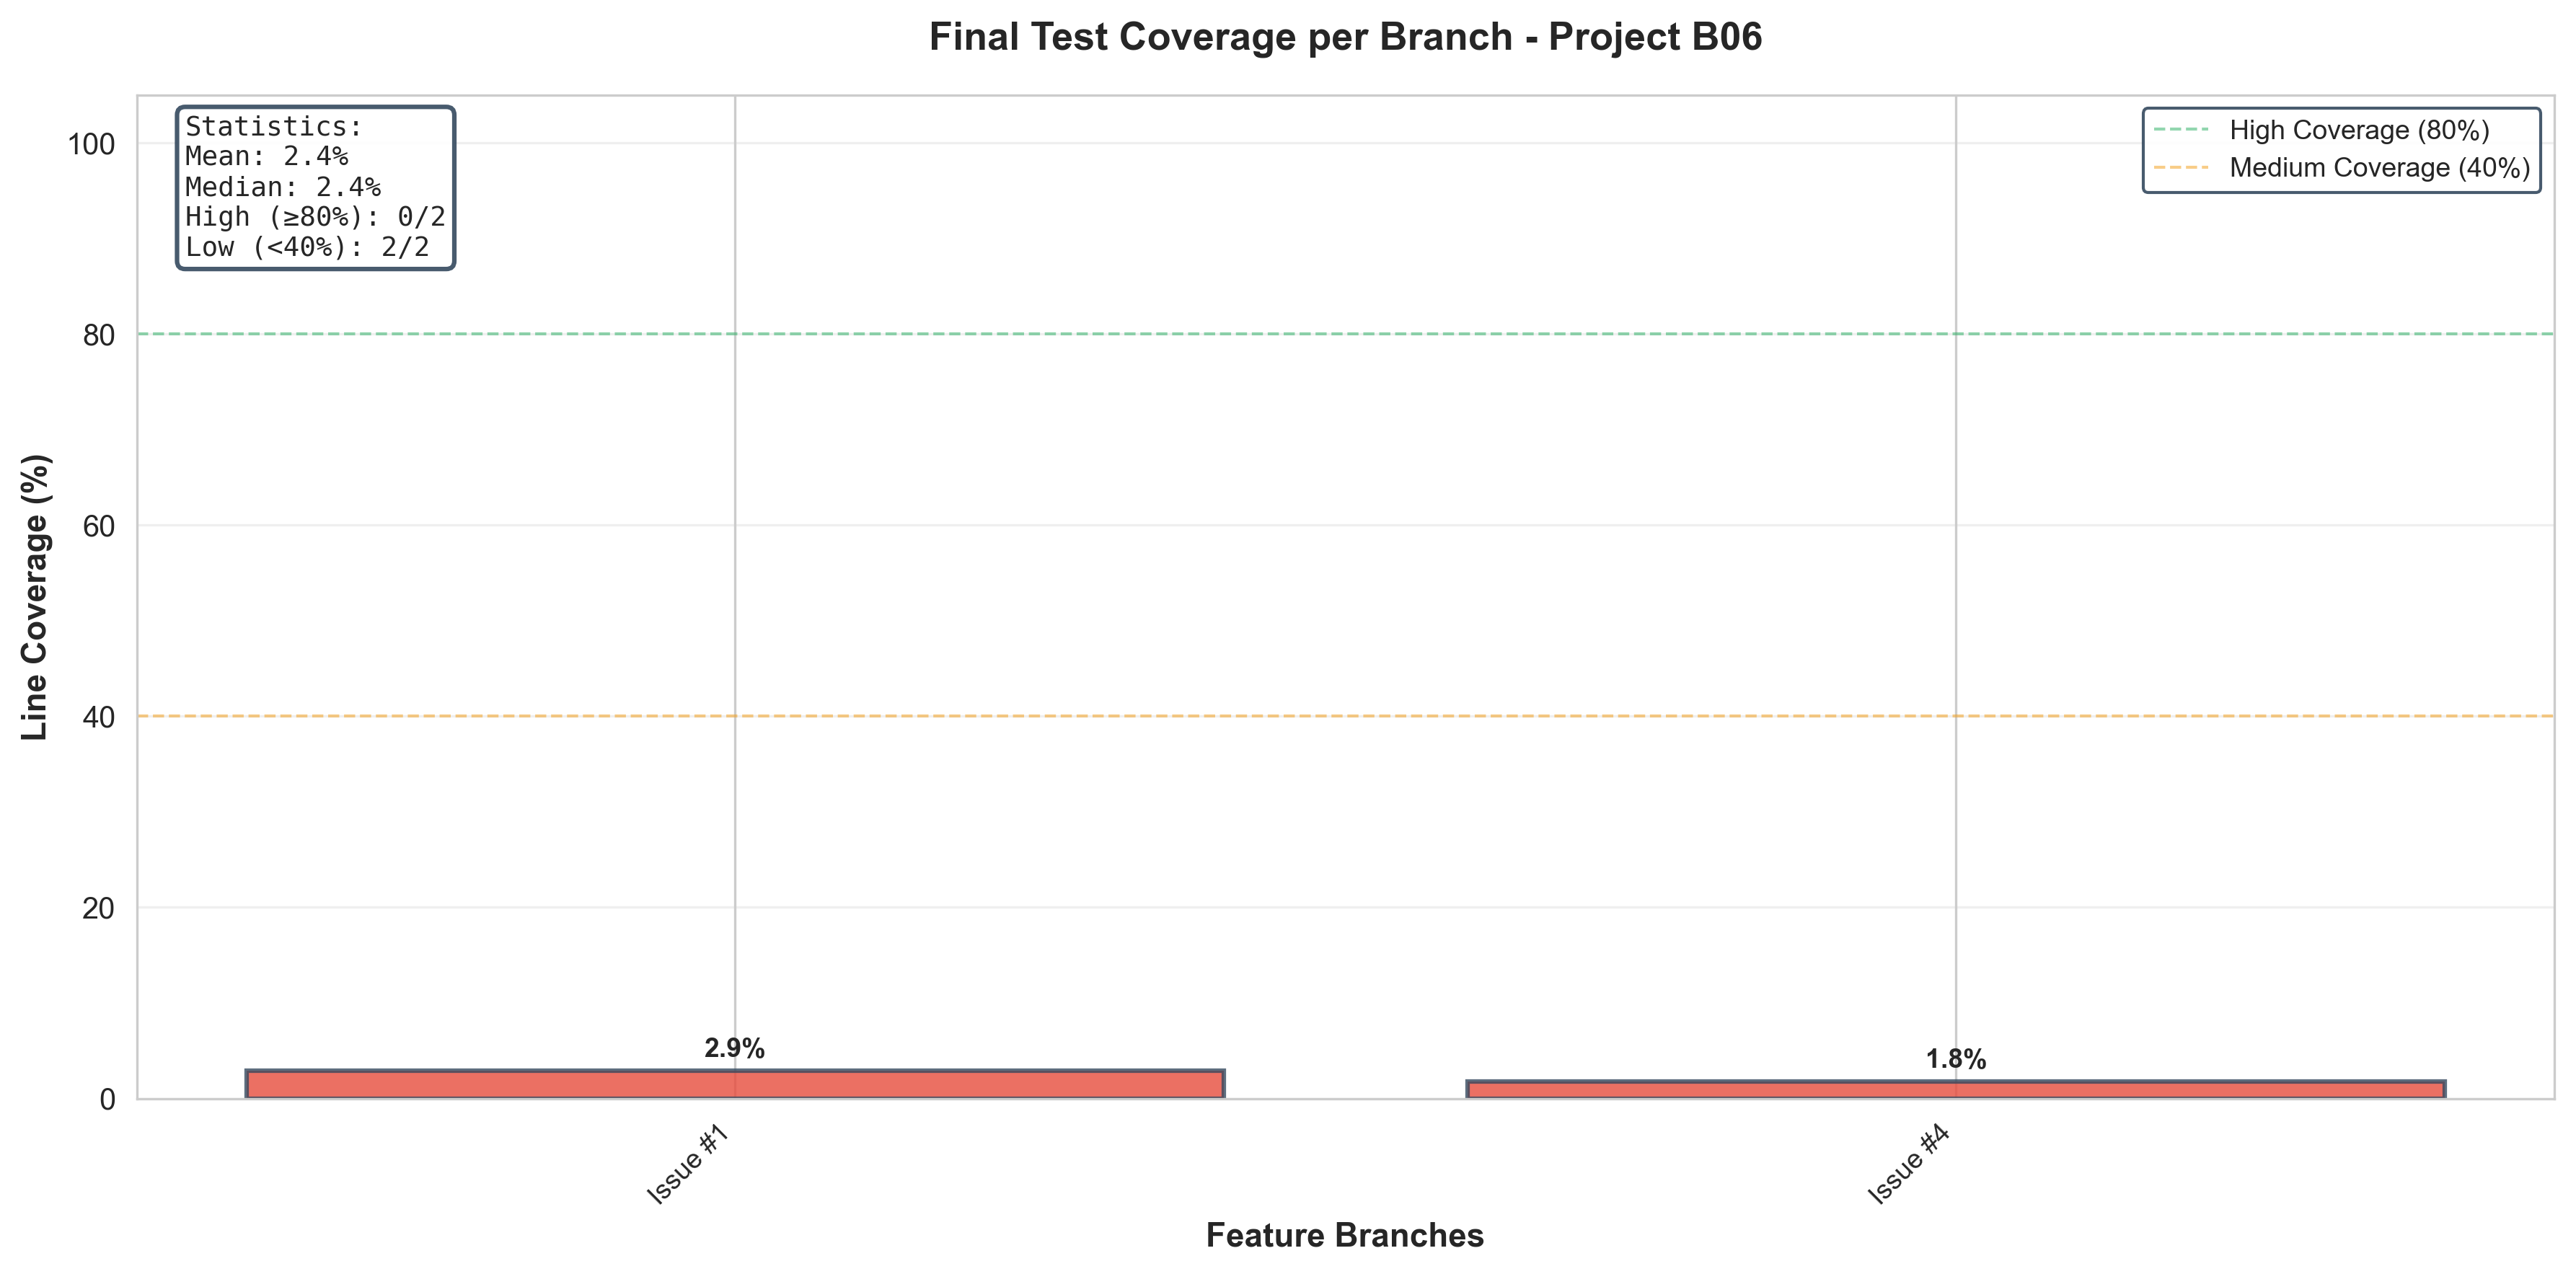 Final Test Coverage per Branch - Project B06
Statistics:
Mean: 2.4%
Median: 2.4%
High (≥80%): 0/2
Low (<40%): 2/2
High Coverage (80%)
Medium Coverage (40%)
Line Coverage (%)
100
80
60
40
20
0
2.9%
1.8%
Issue #1
Issue #4
Feature Branches